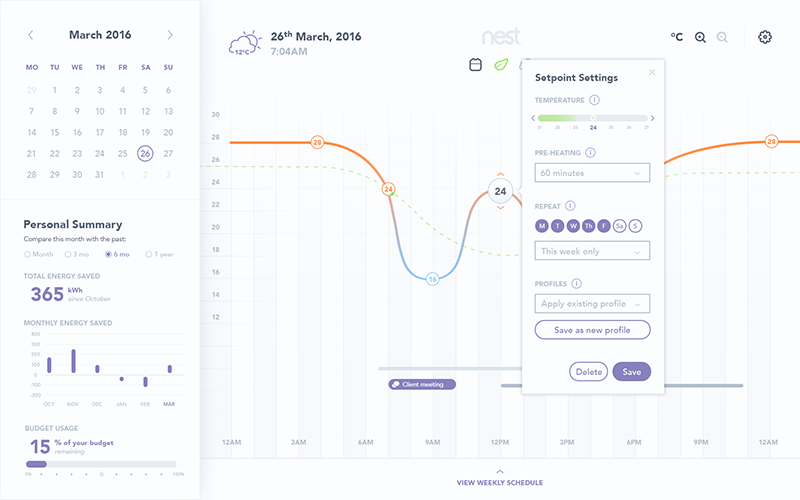 March 2016
MO TU WE TH FR SA SU
29 1 2 3 4 5 6
7 8 9 10 11 12 13
14 15 16 17 18 19 20
21 22 23 24 25 26 27
28 29 30 31 1 2 3
Personal Summary
Compare this month with the past:
Month 3 mo 6 mo 1 year
TOTAL ENERGY SAVED
365 kWh
since October
MONTHLY ENERGY SAVED
400
300
200
100
0
-100
-200
OCT NOV DEC JAN FEB MAR
BUDGET USAGE
15 % of your budget
remaining
0% 100%
12°C
26th March, 2016
7:04AM
nest
°C
30
28
26
24
22
20
18
16
14
12
28
24
16
24
28
Client meeting
12AM 3AM 6AM 9AM 12PM 6PM 9PM 12AM
VIEW WEEKLY SCHEDULE
Setpoint Settings
TEMPERATURE
21 22 23 24 25 26 27
PRE-HEATING
60 minutes
REPEAT
M T W Th F Sa S
This week only
PROFILES
Apply existing profile
Save as new profile
Delete Save